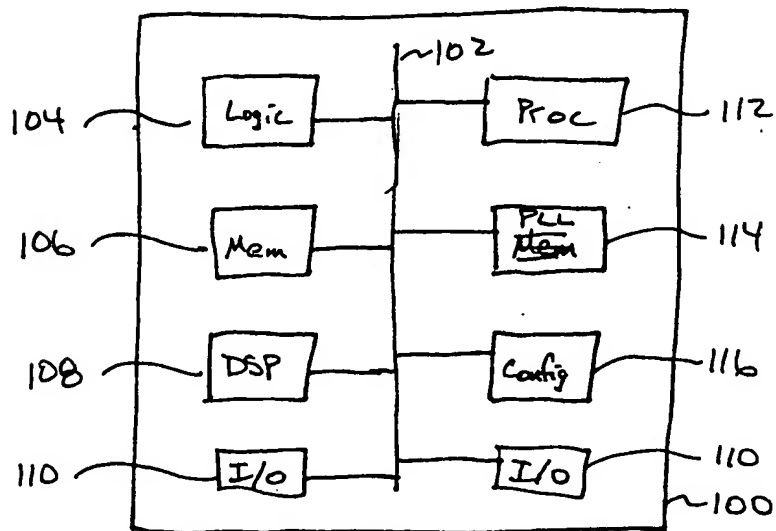 102
104
Logic
Proc
112
106
Mem
PLL
Mem
114
108
DSP
Config
116
110
I/O
I/O
110
100